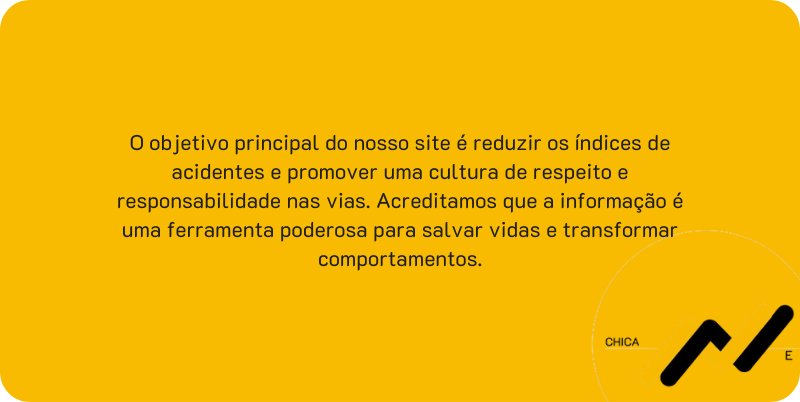 O objetivo principal do nosso site é reduzir os índices de
acidentes e promover uma cultura de respeito e
responsabilidade nas vias. Acreditamos que a informação é
uma ferramenta poderosa para salvar vidas e transformar
comportamentos.
CHICA
E